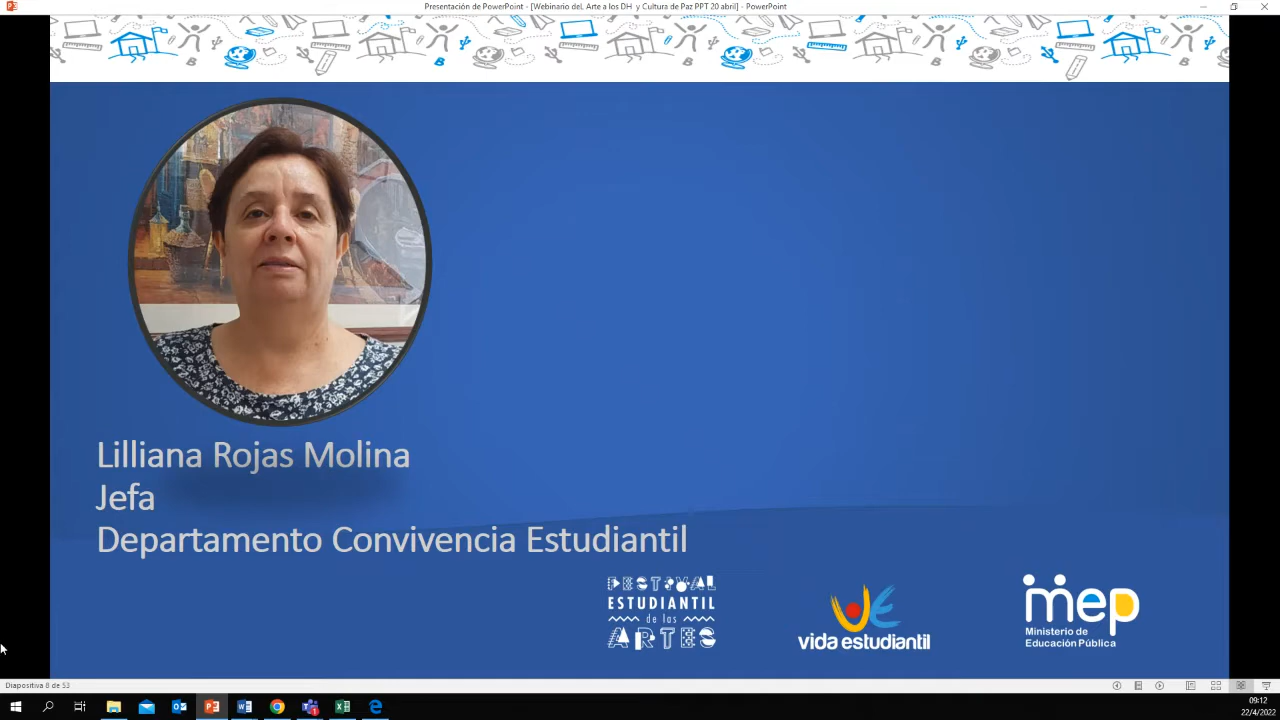 Presentación de PowerPoint - [Webinario del. Arte a los DH y Cultura de Paz PPT 20 abril] - PowerPoint
Lilliana Rojas Molina
Jefa
Departamento Convivencia Estudiantil
FESTIVAL
ESTUDIANTIL
de las
ARTES
vida estudiantil
mep
Ministerio de
Educación Pública
Diapositiva 8 de 53
09:12
22/4/2022